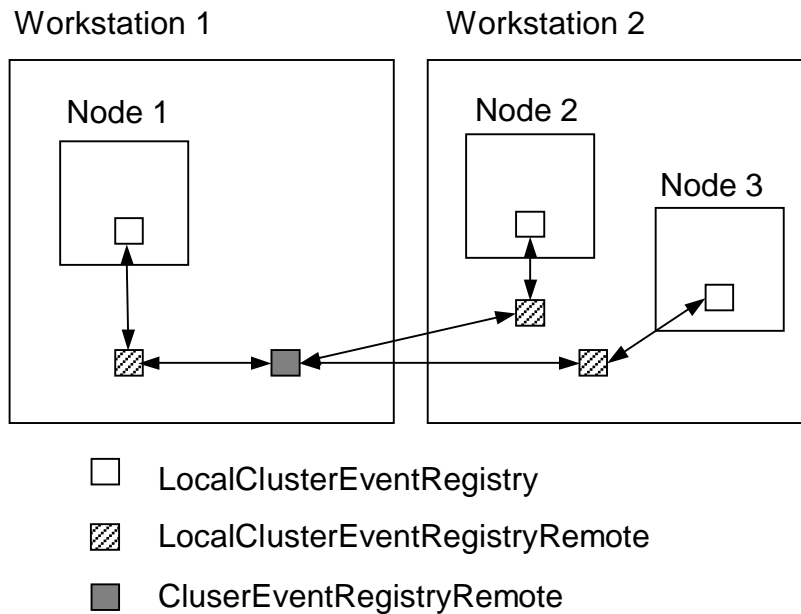 Workstation 1
Workstation 2
Node 1
Node 2
Node 3
LocalClusterEventRegistry
LocalClusterEventRegistryRemote
CluserEventRegistryRemote